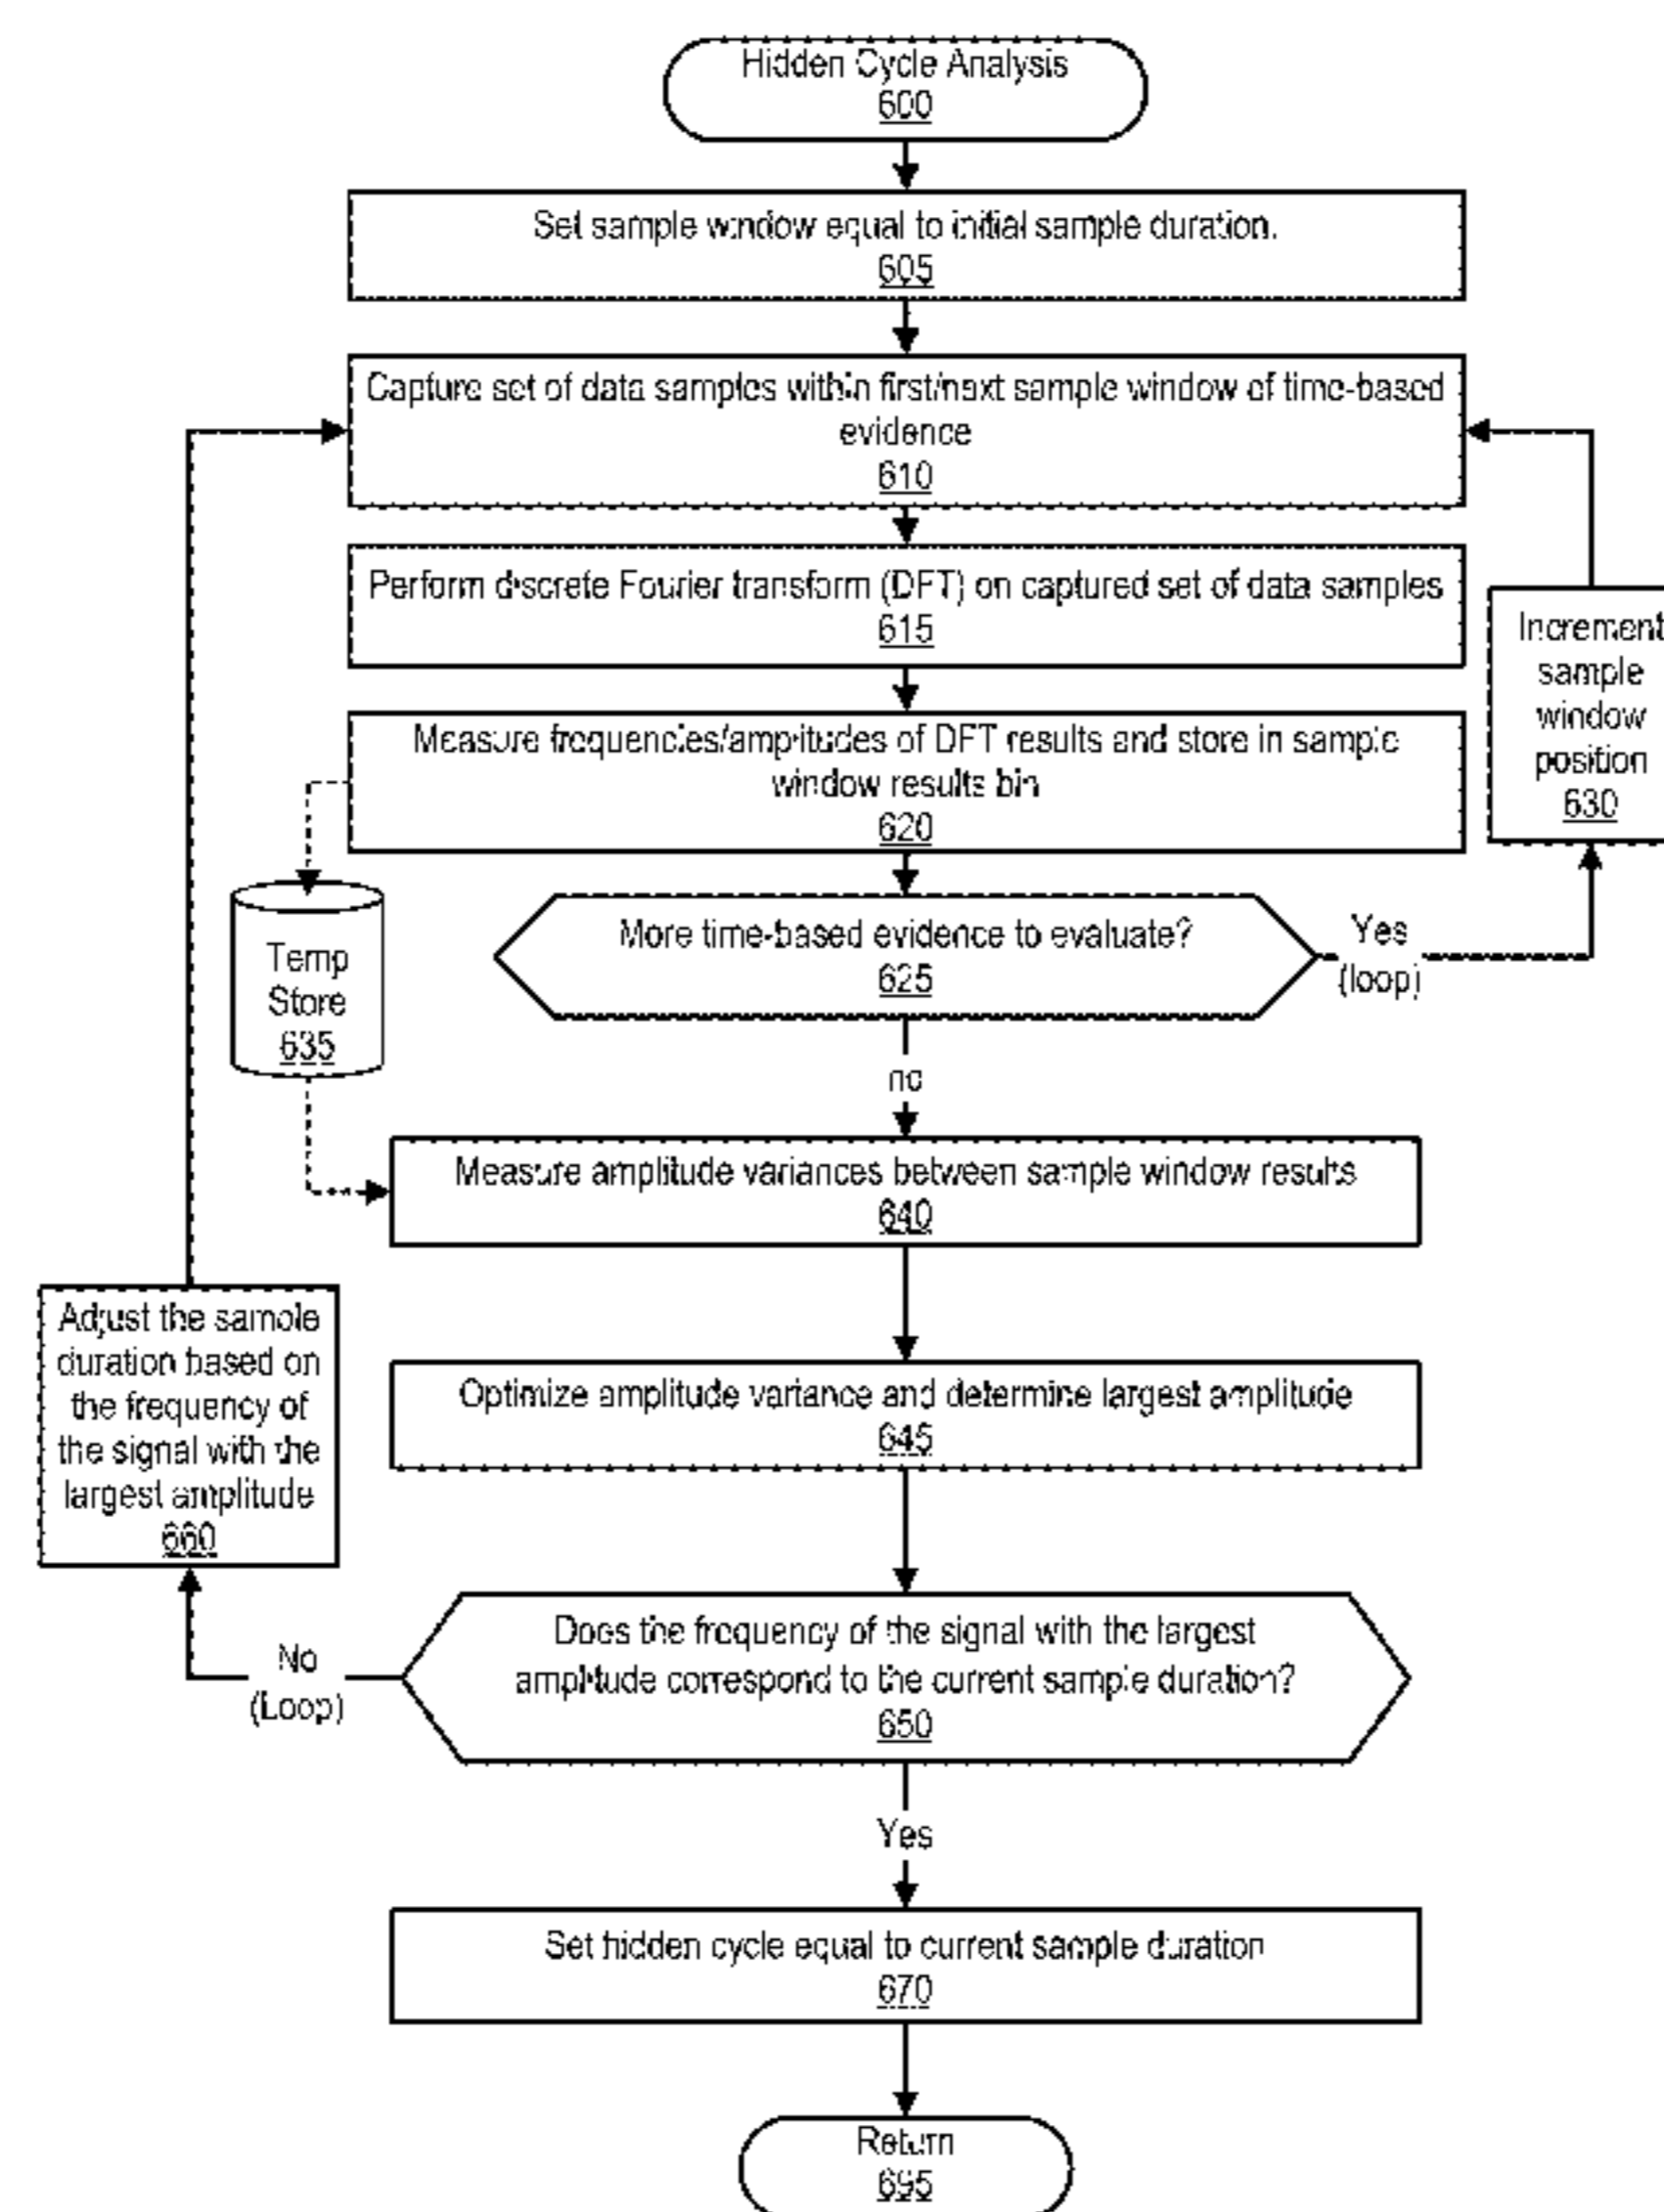 Hidden Cycle Analysis
600
Set sample window equal to initial sample duration.
605
Capture set of data samples within first/next sample window of time-based
evidence
610
Perform discrete Fourier transform (DFT) on captured set of data samples
615
Increment
sample
window
position
630
Measure frequencies/amplitudes of DFT results and store in sample
window results bin
620
More time-based evidence to evaluate?
625
Yes
(loop)
Temp
Store
635
no
Measure amplitude variances between sample window results
640
Adjust the sample
duration based on
the frequency of
the signal with the
largest amplitude
660
Optimize amplitude variance and determine largest amplitude
645
Does the frequency of the signal with the largest
amplitude correspond to the current sample duration?
650
No
(Loop)
Yes
Set hidden cycle equal to current sample duration
670
Return
695